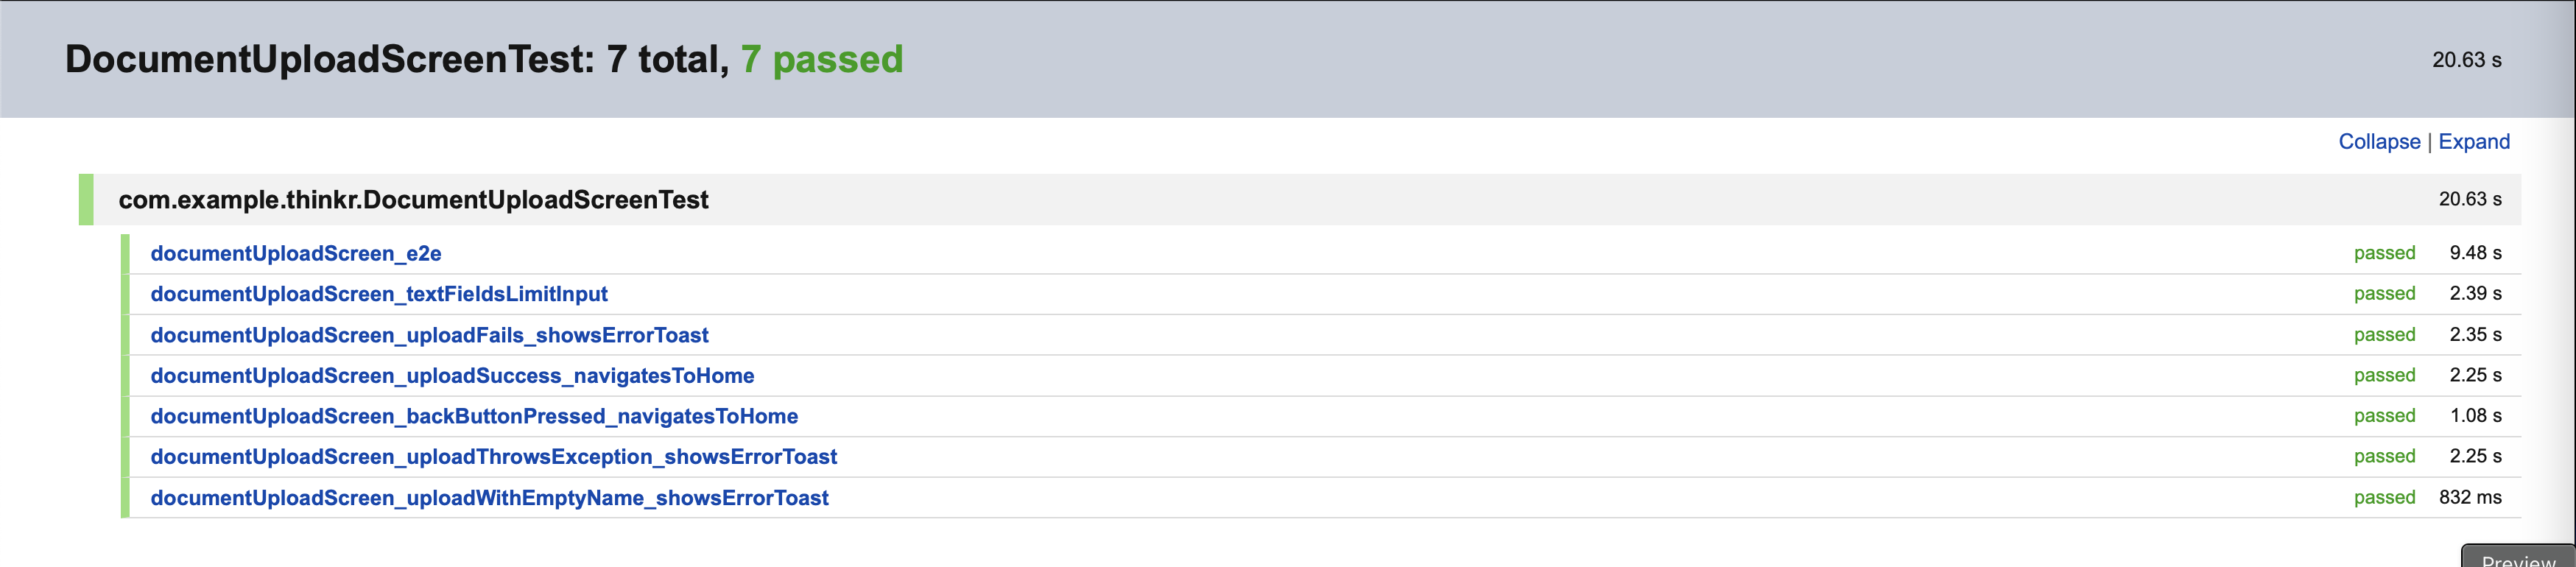 DocumentUploadScreenTest: 7 total, 7 passed 20.63 s
Collapse | Expand
com.example.thinkr.DocumentUploadScreenTest 20.63 s
documentUploadScreen_e2e passed 9.48 s
documentUploadScreen_textFieldsLimitInput passed 2.39 s
documentUploadScreen_uploadFails_showsErrorToast passed 2.35 s
documentUploadScreen_uploadSuccess_navigatesToHome passed 2.25 s
documentUploadScreen_backButtonPressed_navigatesToHome passed 1.08 s
documentUploadScreen_uploadThrowsException_showsErrorToast passed 2.25 s
documentUploadScreen_uploadWithEmptyName_showsErrorToast passed 832 ms
Preview